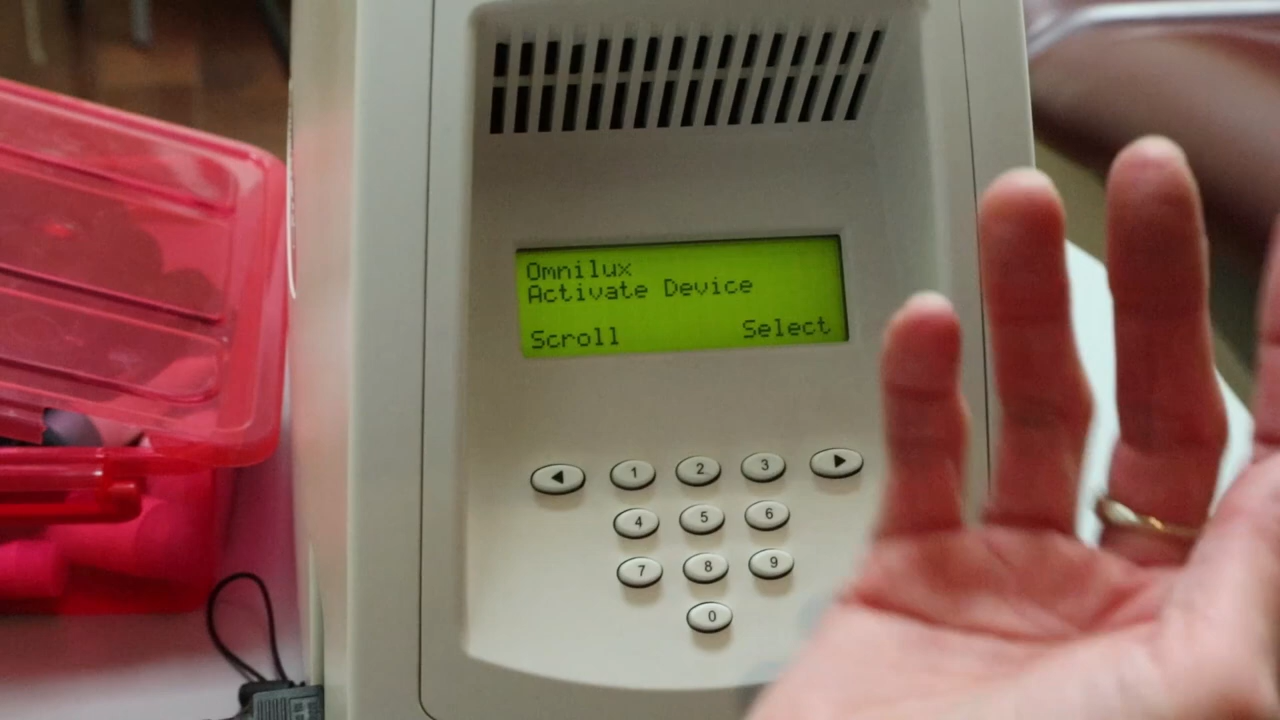 Omnilux
Activate Device
Scroll Select
◀ 1 2 3 ▶
4 5 6
7 8 9
0